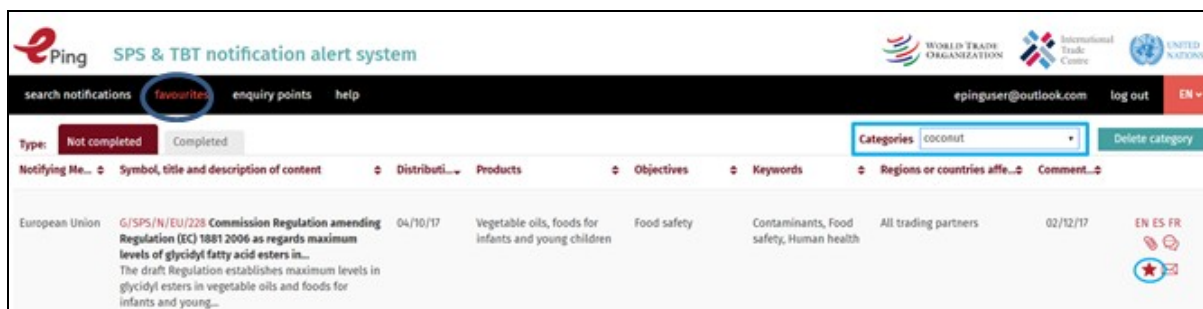 ePing SPS & TBT notification alert system WORLD TRADE ORGANIZATION International Trade Centre UNITED NATIONS
search notifications favourites enquiry points help epinguser@outlook.com log out EN
Type: Not completed Completed Categories coconut Delete category
Notifying Me... Symbol, title and description of content Distributi... Products Objectives Keywords Regions or countries affe... Comment...
European Union G/SPS/N/EU/228 Commission Regulation amending 04/10/17 Vegetable oils, foods for Food safety Contaminants, Food All trading partners 02/12/17 EN ES FR
Regulation (EC) 1881 2006 as regards maximum infants and young children safety, Human health
levels of glycidyl fatty acid esters in...
The draft Regulation establishes maximum levels in
glycidyl esters in vegetable oils and foods for
infants and young...